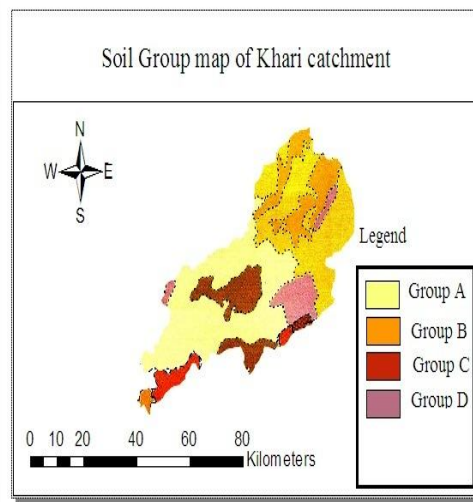 Soil Group map of Khari catchment
N
W E
S
Legend
Group A
Group B
Group C
Group D
0 10 20 40 60 80
Kilometers